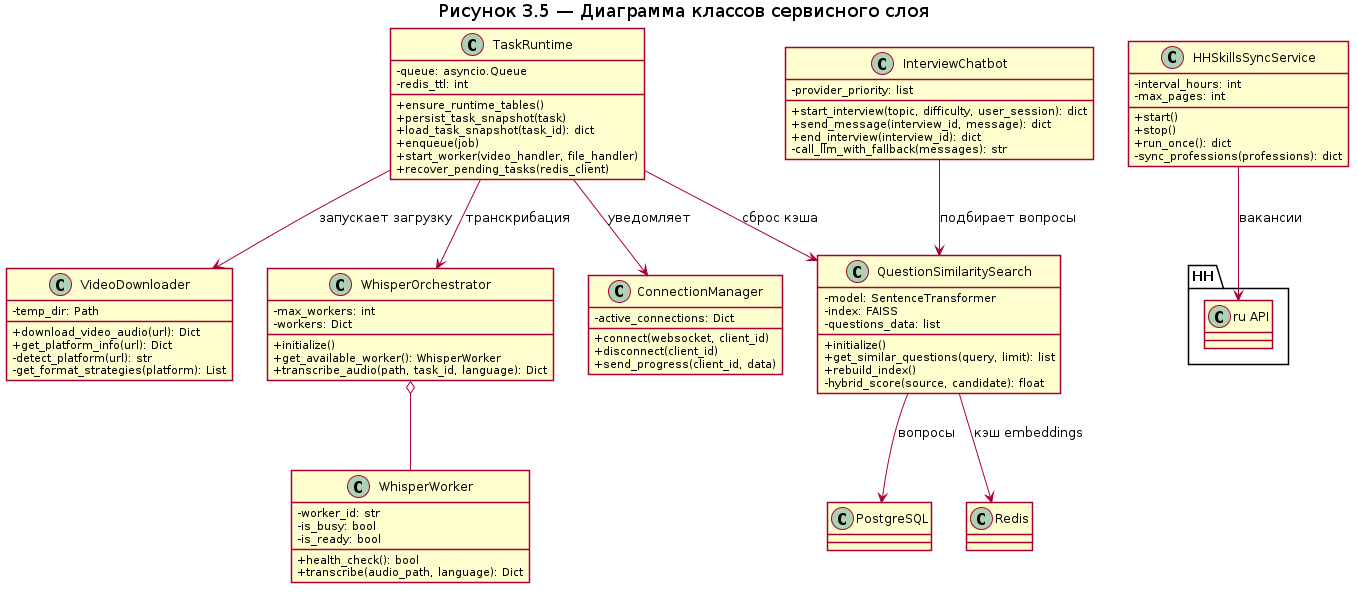 Рисунок 3.5 — Диаграмма классов сервисного слоя
C TaskRuntime
-queue: asyncio.Queue
-redis_ttl: int
+ensure_runtime_tables()
+persist_task_snapshot(task)
+load_task_snapshot(task_id): dict
+enqueue(job)
+start_worker(video_handler, file_handler)
+recover_pending_tasks(redis_client)
C InterviewChatbot
-provider_priority: list
+start_interview(topic, difficulty, user_session): dict
+send_message(interview_id, message): dict
+end_interview(interview_id): dict
-call_llm_with_fallback(messages): str
C HHSkillsSyncService
-interval_hours: int
-max_pages: int
+start()
+stop()
+run_once(): dict
-sync_professions(professions): dict
запускает загрузку
транскрибация
уведомляет
сброс кэша
подбирает вопросы
вакансии
C VideoDownloader
-temp_dir: Path
+download_video_audio(url): Dict
+get_platform_info(url): Dict
-detect_platform(url): str
-get_format_strategies(platform): List
C WhisperOrchestrator
-max_workers: int
-workers: Dict
+initialize()
+get_available_worker(): WhisperWorker
+transcribe_audio(path, task_id, language): Dict
C ConnectionManager
-active_connections: Dict
+connect(websocket, client_id)
+disconnect(client_id)
+send_progress(client_id, data)
C QuestionSimilaritySearch
-model: SentenceTransformer
-index: FAISS
-questions_data: list
+initialize()
+get_similar_questions(query, limit): list
+rebuild_index()
-hybrid_score(source, candidate): float
HH
C ru API
вопросы
кэш embeddings
C WhisperWorker
-worker_id: str
-is_busy: bool
-is_ready: bool
+health_check(): bool
+transcribe(audio_path, language): Dict
C PostgreSQL
C Redis